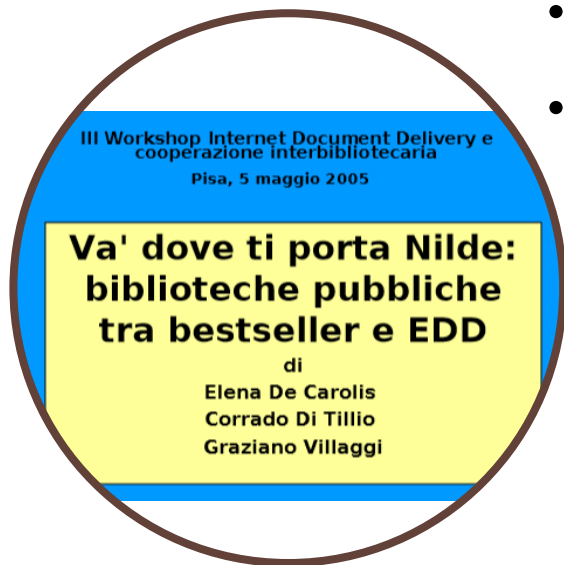 III Workshop Internet Document Delivery e
cooperazione interbibliotecaria
Pisa, 5 maggio 2005
Va' dove ti porta Nilde:
biblioteche pubbliche
tra bestseller e EDD
di
Elena De Carolis
Corrado Di Tillio
Graziano Villaggi